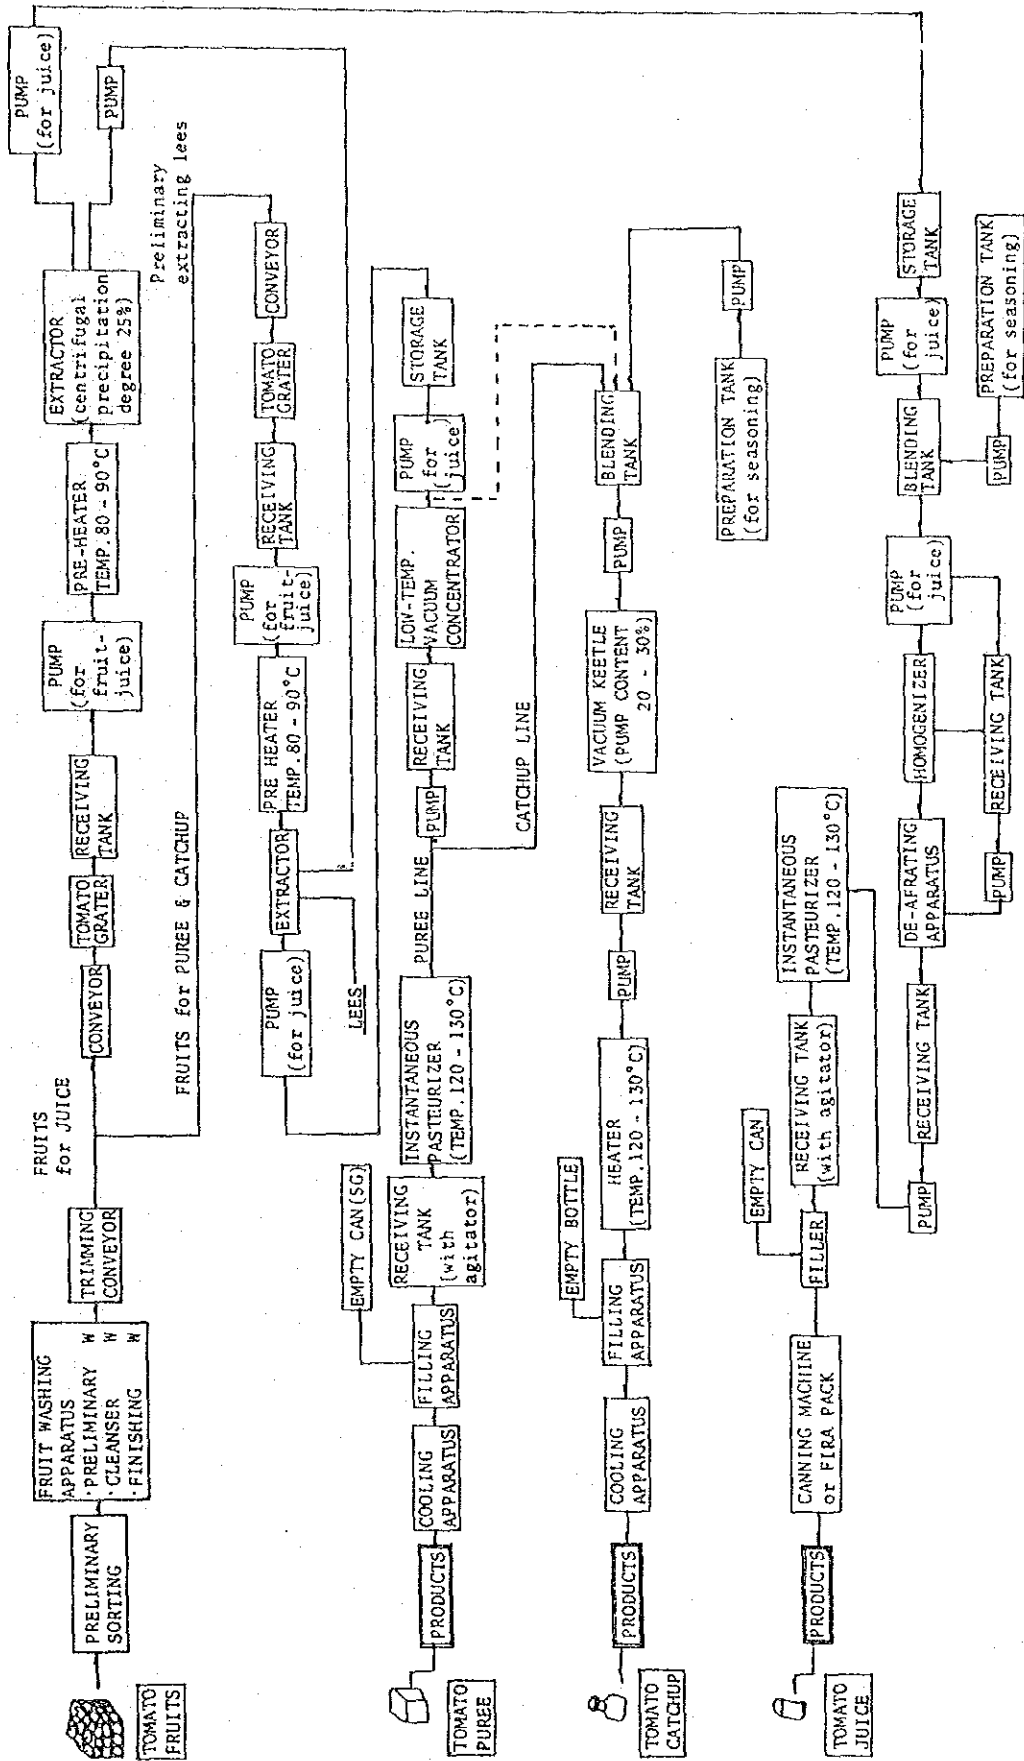 TOMATO
FRUITS
PRELIMINARY
SORTING
FRUIT WASHING
APPARATUS
·PRELIMINARY W
·CLEANSER W
·FINISHING W
TRIMMING
CONVEYOR
FRUITS
for JUICE
CONVEYOR
TOMATO
GRATER
RECEIVING
TANK
PUMP
(for
fruit-
juice)
PRE-HEATER
TEMP.80-90°C
EXTRACTOR
(centrifugal
precipitation
degree 25%)
PUMP
(for juice)
PUMP
FRUITS for PUREE & CATCHUP
Preliminary
extracting lees
PUMP
(for juice)
EXTRACTOR
LEES
PRE HEATER
TEMP.80-90°C
PUMP
(for
fruit-
juice)
RECEIVING
TANK
TOMATO
GRATER
CONVEYOR
TOMATO
PUREE
PRODUCTS
COOLING
APPARATUS
FILLING
APPARATUS
EMPTY CAN(SG)
RECEIVING
TANK
(with
agitator)
INSTANTANEOUS
PASTEURIZER
(TEMP.120-130°C)
PUREE LINE
PUMP
RECEIVING
TANK
LOW-TEMP.
VACUUM
CONCENTRATOR
PUMP
(for
juice)
STORAGE
TANK
CATCHUP LINE
TOMATO
CATCHUP
PRODUCTS
COOLING
APPARATUS
FILLING
APPARATUS
EMPTY BOTTLE
HEATER
(TEMP.120-130°C)
PUMP
RECEIVING
TANK
VACUUM KEETLE
(PUMP CONTENT
20 - 30%)
PUMP
BLENDING
TANK
PUMP
PREPARATION TANK
(for seasoning)
TOMATO
JUICE
PRODUCTS
CANNING MACHINE
or FIRA PACK
FILLER
EMPTY CAN
RECEIVING TANK
(with agitator)
INSTANTANEOUS
PASTEURIZER
(TEMP.120-130°C)
PUMP
RECEIVING TANK
DE-AFRATING
APPARATUS
PUMP
HOMOGENIZER
RECEIVING TANK
PUMP
(for
juice)
BLENDING
TANK
PUMP
(for
juice)
STORAGE
TANK
PUMP
PREPARATION TANK
(for seasoning)